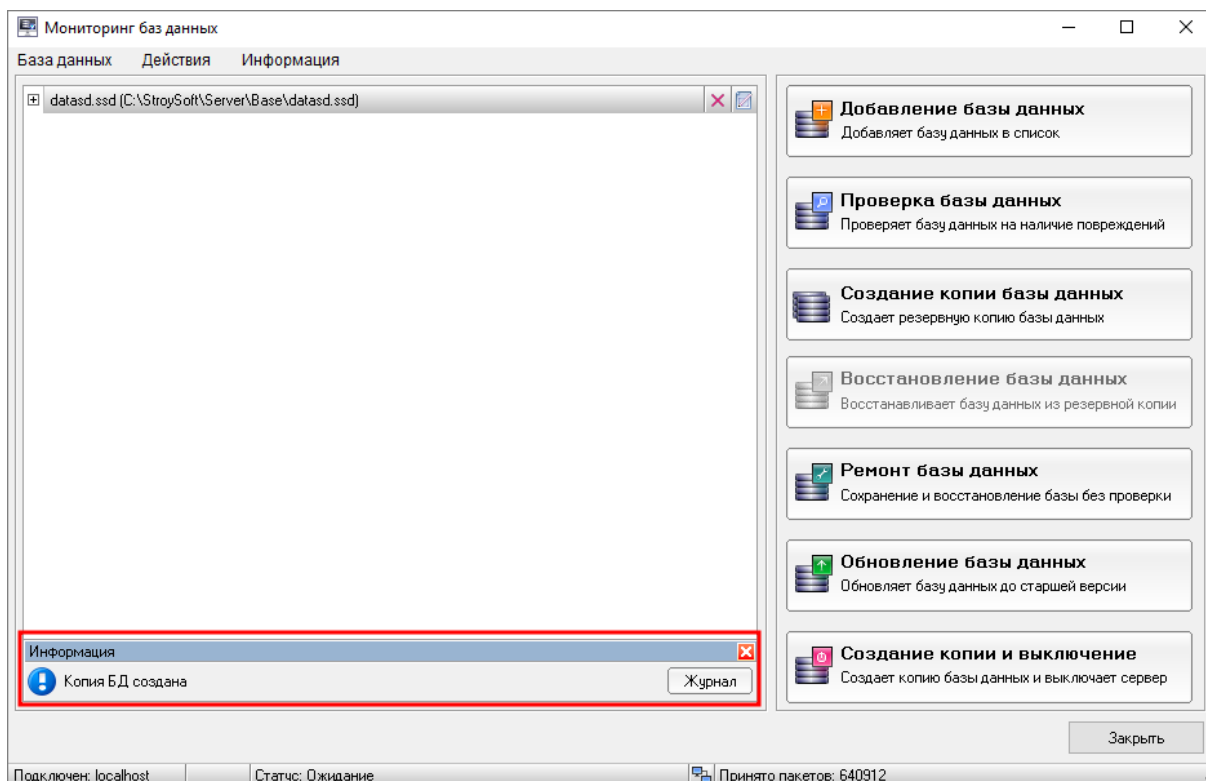 Мониторинг баз данных
База данных Действия Информация
datasd.ssd (C:\StroySoft\Server\Base\datasd.ssd)
Добавление базы данных
Добавляет базу данных в список
Проверка базы данных
Проверяет базу данных на наличие повреждений
Создание копии базы данных
Создает резервную копию базы данных
Восстановление базы данных
Восстанавливает базу данных из резервной копии
Ремонт базы данных
Сохранение и восстановление базы без проверки
Обновление базы данных
Обновляет базу данных до старшей версии
Создание копии и выключение
Создает копию базы данных и выключает сервер
Информация
Копия БД создана Журнал
Закрыть
Подключен: localhost Статус: Ожидание Принято пакетов: 640912